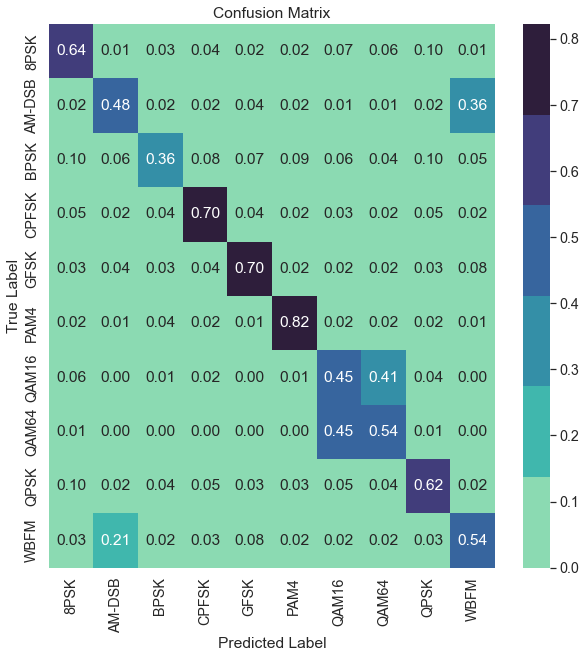 Confusion Matrix
True Label
8PSK 0.64 0.01 0.03 0.04 0.02 0.02 0.07 0.06 0.10 0.01
AM-DSB 0.02 0.48 0.02 0.02 0.04 0.02 0.01 0.01 0.02 0.36
BPSK 0.10 0.06 0.36 0.08 0.07 0.09 0.06 0.04 0.10 0.05
CPFSK 0.05 0.02 0.04 0.70 0.04 0.02 0.03 0.02 0.05 0.02
GFSK 0.03 0.04 0.03 0.04 0.70 0.02 0.02 0.02 0.03 0.08
PAM4 0.02 0.01 0.04 0.02 0.01 0.82 0.02 0.02 0.02 0.01
QAM16 0.06 0.00 0.01 0.02 0.00 0.01 0.45 0.41 0.04 0.00
QAM64 0.01 0.00 0.00 0.00 0.00 0.00 0.45 0.54 0.01 0.00
QPSK 0.10 0.02 0.04 0.05 0.03 0.03 0.05 0.04 0.62 0.02
WBFM 0.03 0.21 0.02 0.03 0.08 0.02 0.02 0.02 0.03 0.54
8PSK AM-DSB BPSK CPFSK GFSK PAM4 QAM16 QAM64 QPSK WBFM
Predicted Label
0.8
0.7
0.6
0.5
0.4
0.3
0.2
0.1
0.0